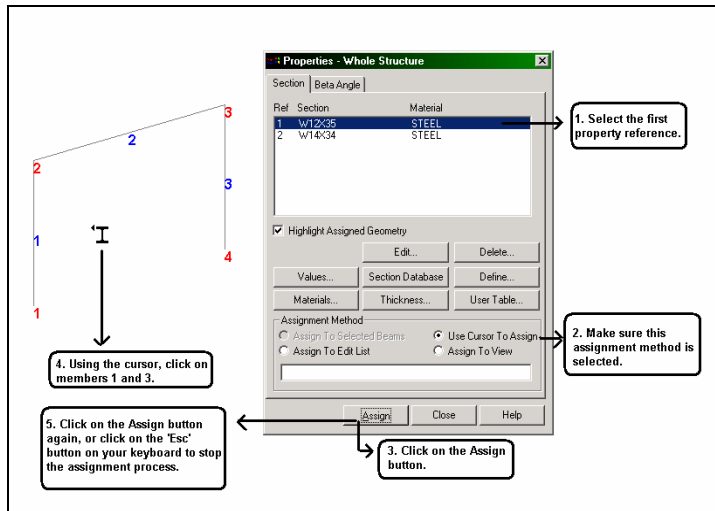 Properties - Whole Structure
Section
Beta Angle
Ref Section Material
1 W12X35 STEEL
2 W14X34 STEEL
1. Select the first
property reference.
3
2
2
3
1
4
1
Highlight Assigned
Geometry
Edit...
Delete...
Values...
Section Database
Define...
Materials...
Thickness...
User Table...
Assignment Method
Assign To Selected Beams
Use Cursor To Assign
Assign To Edit List
Assign To View
2. Make sure this
assignment method is
selected.
4. Using the cursor, click on
members 1 and 3.
Assign
Close
Help
5. Click on the Assign button
again, or click on the 'Esc'
button on your keyboard to stop
the assignment process.
3. Click on the Assign
button.